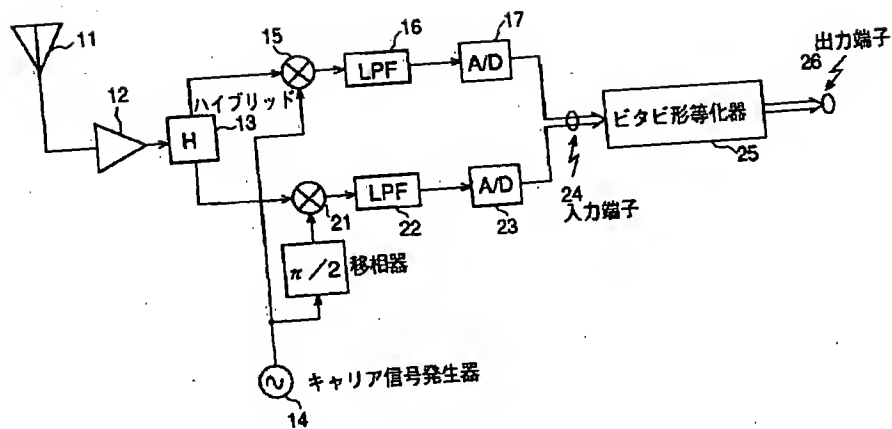 11
12
ハイブリッド
H
13
15
16
LPF
17
A/D
21
LPF
22
A/D
23
π/2
移相器
キャリア信号発生器
14
24
入力端子
ビタビ形等化器
25
出力端子
26